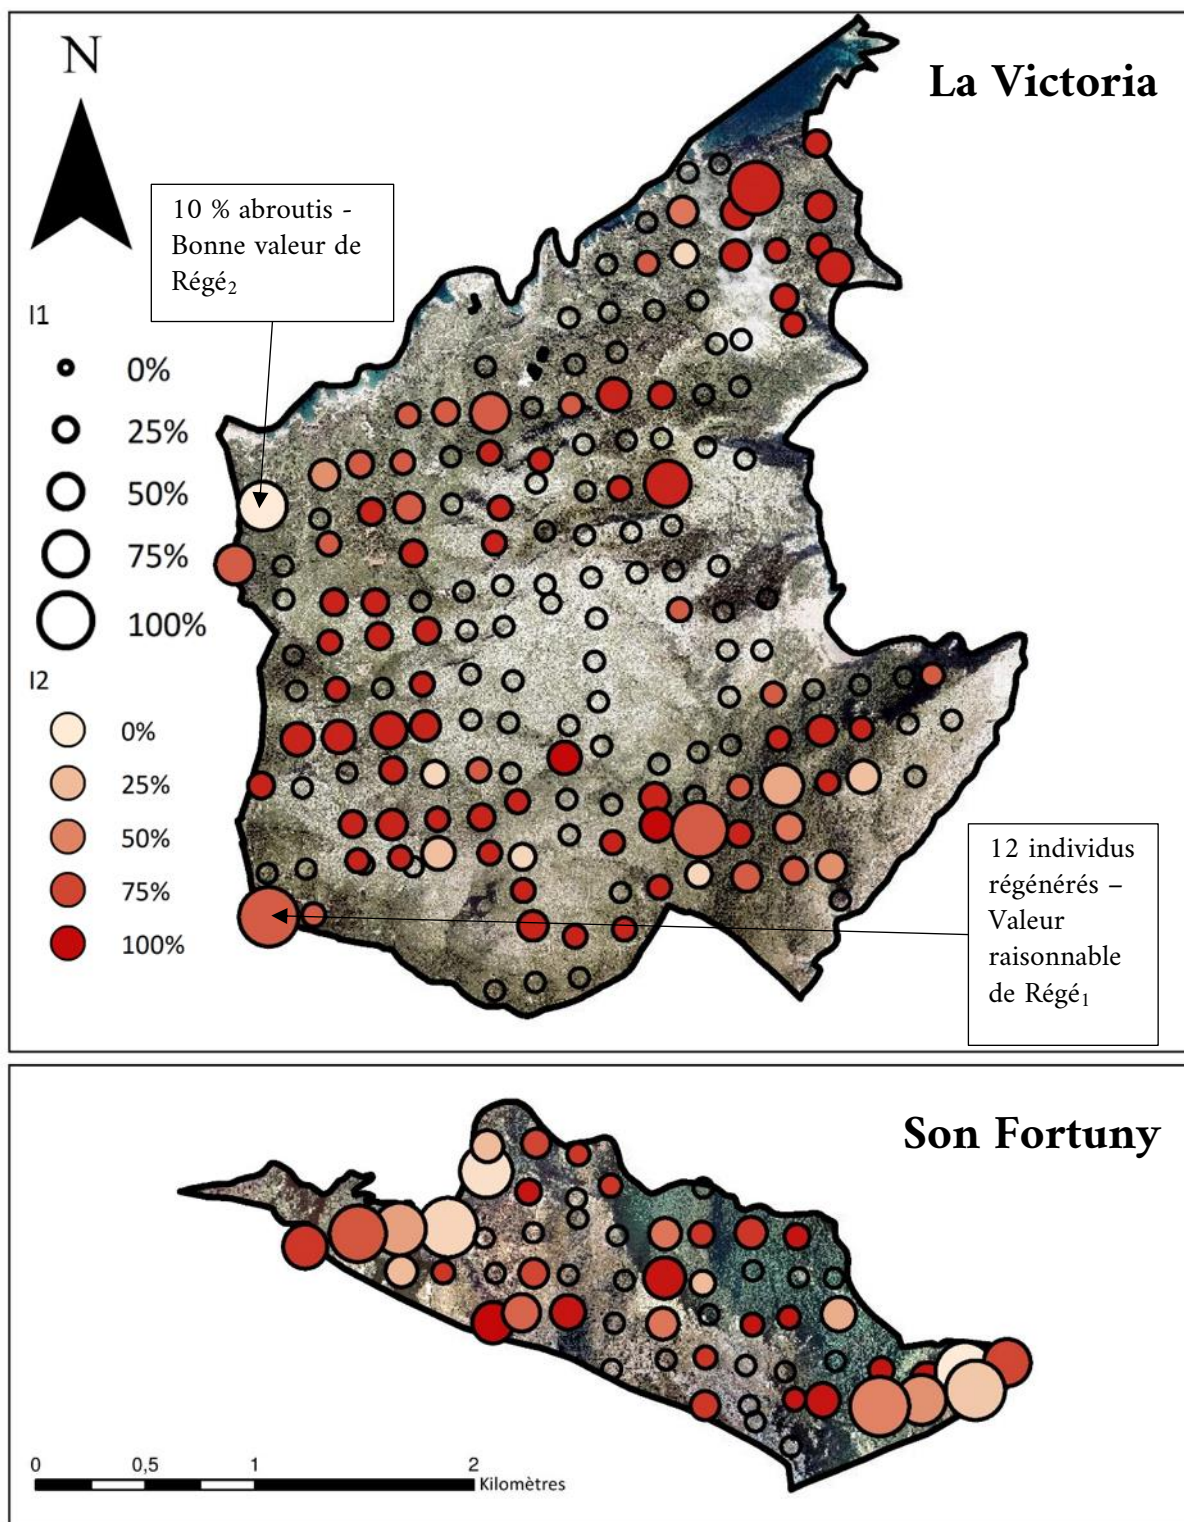 La Victoria
N
10 % abroutis -
Bonne valeur de
Régé₂
I1
0%
25%
50%
75%
100%
I2
0%
25%
50%
75%
100%
12 individus
régénérés –
Valeur
raisonnable
de Régé₁
Son Fortuny
0 0,5 1 2
Kilomètres